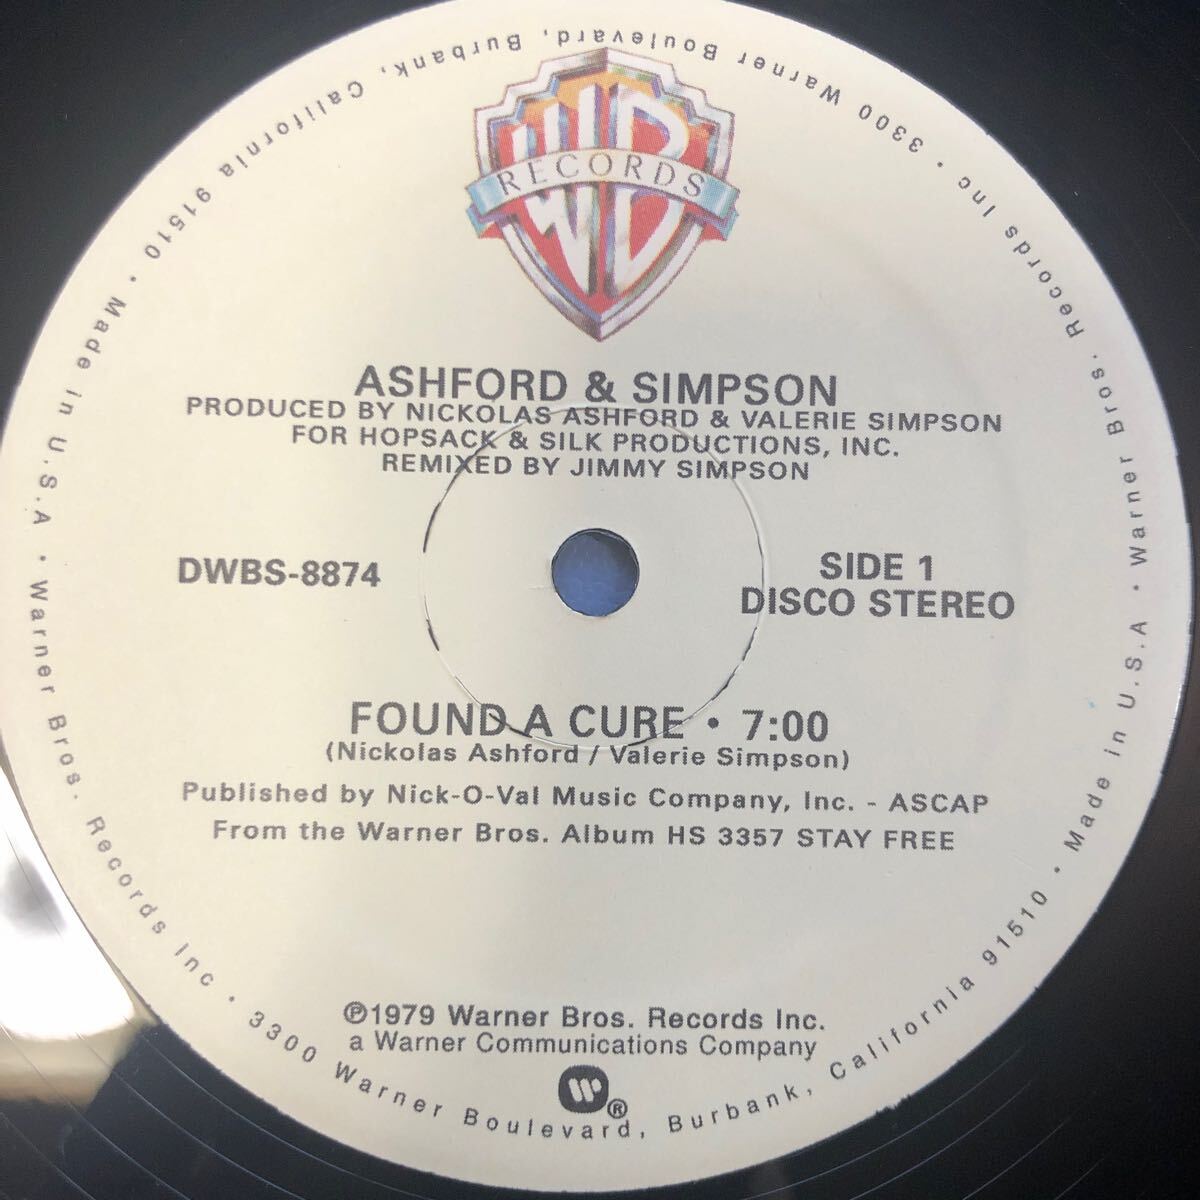 WB
RECORDS
ASHFORD & SIMPSON
PRODUCED BY NICKOLAS ASHFORD & VALERIE SIMPSON
FOR HOPSACK & SILK PRODUCTIONS, INC.
REMIXED BY JIMMY SIMPSON
DWBS-8874
SIDE 1
DISCO STEREO
FOUND A CURE • 7:00
(Nickolas Ashford / Valerie Simpson)
Published by Nick-O-Val Music Company, Inc. - ASCAP
From the Warner Bros. Album HS 3357 STAY FREE
℗1979 Warner Bros. Records Inc.
a Warner Communications Company
W®
Made in U.S.A • Warner Bros. Records Inc • 3300 Warner Boulevard, Burbank, California 91510 • Made in U.S.A • Warner Bros. Records Inc • 3300 Warner Boulevard, Burbank, California 91510 •